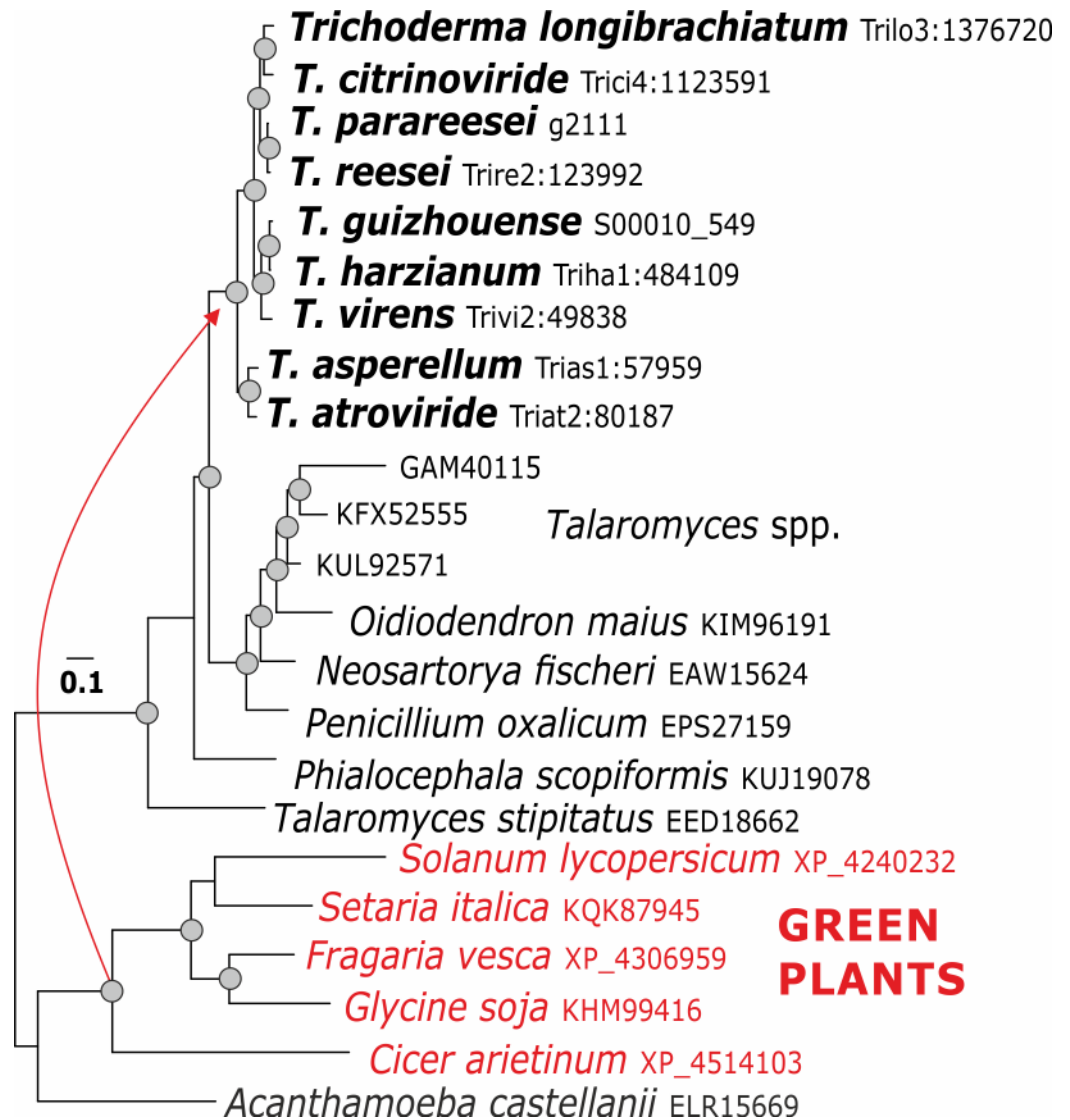 Trichoderma longibrachiatum Trilo3:1376720
T. citrinoviride Trici4:1123591
T. parareesei g2111
T. reesei Trire2:123992
T. guizhouense S00010_549
T. harzianum Triha1:484109
T. virens Trivi2:49838
T. asperellum Trias1:57959
T. atroviride Triat2:80187
GAM40115
KFX52555
Talaromyces spp.
KUL92571
Oidiodendron maius KIM96191
Neosartorya fischeri EAW15624
0.1
Penicillium oxalicum EPS27159
Phialocephala scopiformis KUJ19078
Talaromyces stipitatus EED18662
Solanum lycopersicum XP_4240232
Setaria italica KQK87945
Fragaria vesca XP_4306959
Glycine soja KHM99416
GREEN
PLANTS
Cicer arietinum XP_4514103
Acanthamoeba castellanii ELR15669